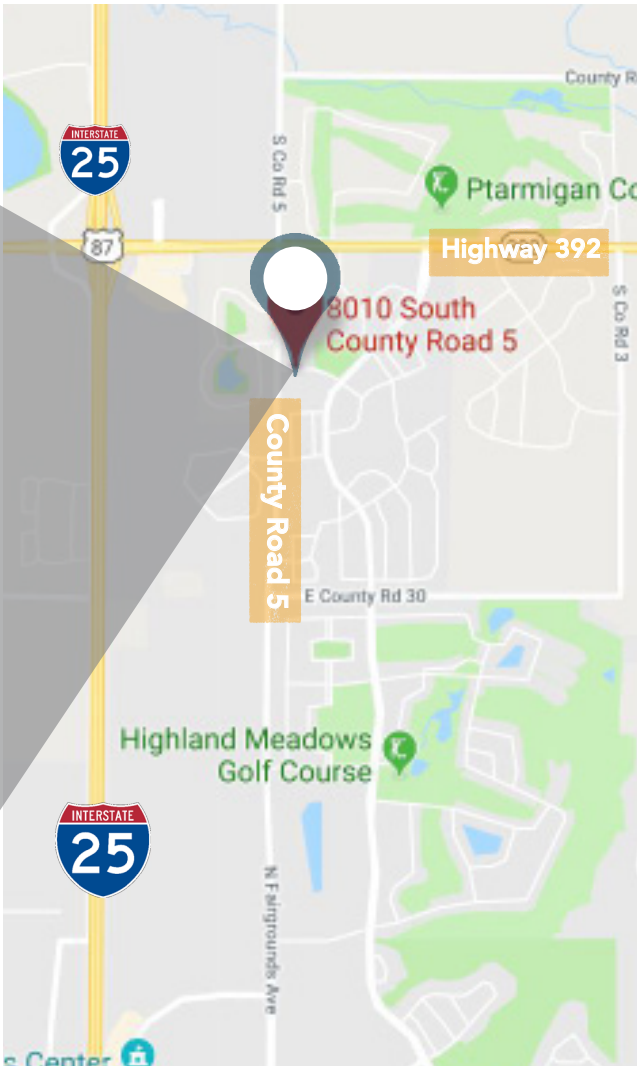 County R
INTERSTATE
25
S Co Rd 5
Ptarmigan Co
87
Highway 392
8010 South
County Road 5
S Co Rd 3
County Road 5
E County Rd 30
Highland Meadows
Golf Course
INTERSTATE
25
N Fairgrounds Ave
s Center